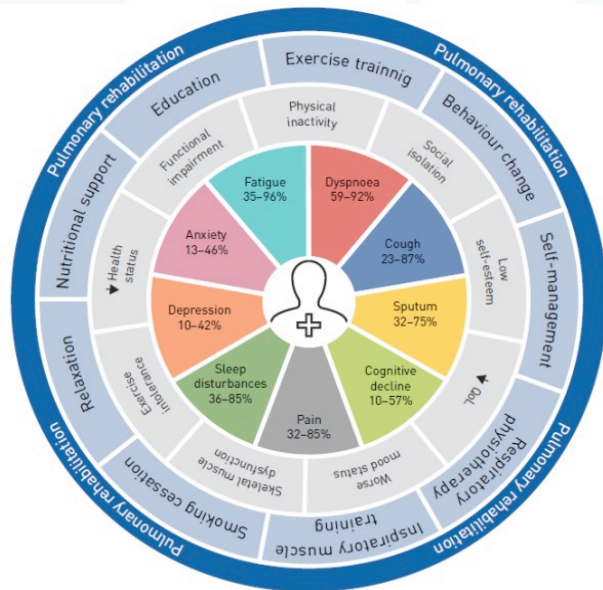 Pulmonary rehabilitation
Pulmonary rehabilitation
Pulmonary rehabilitation
Pulmonary rehabilitation
Exercise trainnig
Behaviour change
Self-management
Respiratory
physiotherapy
Inspiratory muscle
training
Smoking cessation
Relaxation
Nutritional support
Education
Physical
inactivity
Social
isolation
Low
self-esteem
QoL
Worse
mood status
Skeletal muscle
dysfunction
Exercise
intolerance
Health
status
Functional
impairment
Dyspnoea
59–92%
Cough
23–87%
Sputum
32–75%
Cognitive
decline
10–57%
Pain
32–85%
Sleep
disturbances
36–85%
Depression
10–42%
Anxiety
13–46%
Fatigue
35–96%